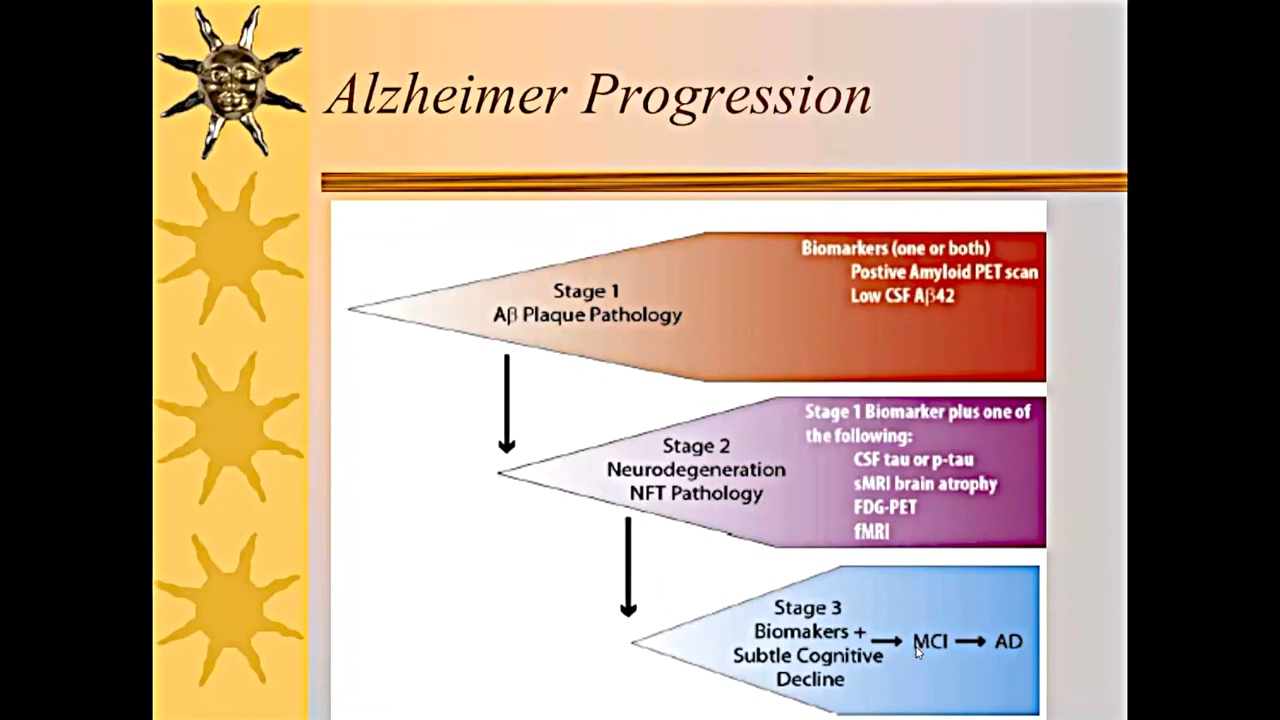 Alzheimer Progression
Stage 1
Aβ Plaque Pathology
Biomarkers (one or both)
Postive Amyloid PET scan
Low CSF Aβ42
Stage 2
Neurodegeneration
NFT Pathology
Stage 1 Biomarker plus one of
the following:
CSF tau or p-tau
sMRI brain atrophy
FDG-PET
fMRI
Stage 3
Biomakers +
Subtle Cognitive
Decline
MCI
AD